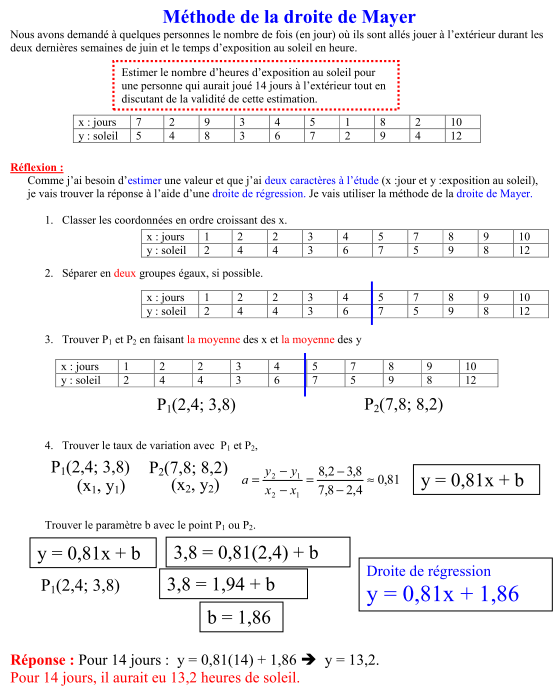 Méthode de la droite de Mayer
Nous avons demandé à quelques personnes le nombre de fois (en jour) où ils sont allés jouer à l'extérieur durant les
deux dernières semaines de juin et le temps d'exposition au soleil en heure.
Estimer le nombre d'heures d'exposition au soleil pour
une personne qui aurait joué 14 jours à l'extérieur tout en
discutant de la validité de cette estimation.
x : jours 7 2 9 3 4 5 1 8 2 10
y : soleil 5 4 8 3 6 7 2 9 4 12
Réflexion :
Comme j'ai besoin d'estimer une valeur et que j'ai deux caractères à l'étude (x :jour et y :exposition au soleil),
je vais trouver la réponse à l'aide d'une droite de régression. Je vais utiliser la méthode de la droite de Mayer.
1. Classer les coordonnées en ordre croissant des x.
x : jours 1 2 2 3 4 5 7 8 9 10
y : soleil 2 4 4 3 6 7 5 9 8 12
2. Séparer en deux groupes égaux, si possible.
x : jours 1 2 2 3 4 5 7 8 9 10
y : soleil 2 4 4 3 6 7 5 9 8 12
3. Trouver P₁ et P₂ en faisant la moyenne des x et la moyenne des y
x : jours 1 2 2 3 4 5 7 8 9 10
y : soleil 2 4 4 3 6 7 5 9 8 12
P₁(2,4; 3,8) P₂(7,8; 8,2)
4. Trouver le taux de variation avec P₁ et P₂,
P₁(2,4; 3,8) P₂(7,8; 8,2) a = (y₂ − y₁)/(x₂ − x₁) = (8,2 − 3,8)/(7,8 − 2,4) ≈ 0,81 y = 0,81x + b
(x₁, y₁) (x₂, y₂)
Trouver le paramètre b avec le point P₁ ou P₂.
y = 0,81x + b 3,8 = 0,81(2,4) + b
P₁(2,4; 3,8) 3,8 = 1,94 + b
b = 1,86
Droite de régression
y = 0,81x + 1,86
Réponse : Pour 14 jours : y = 0,81(14) + 1,86 ➔ y = 13,2.
Pour 14 jours, il aurait eu 13,2 heures de soleil.